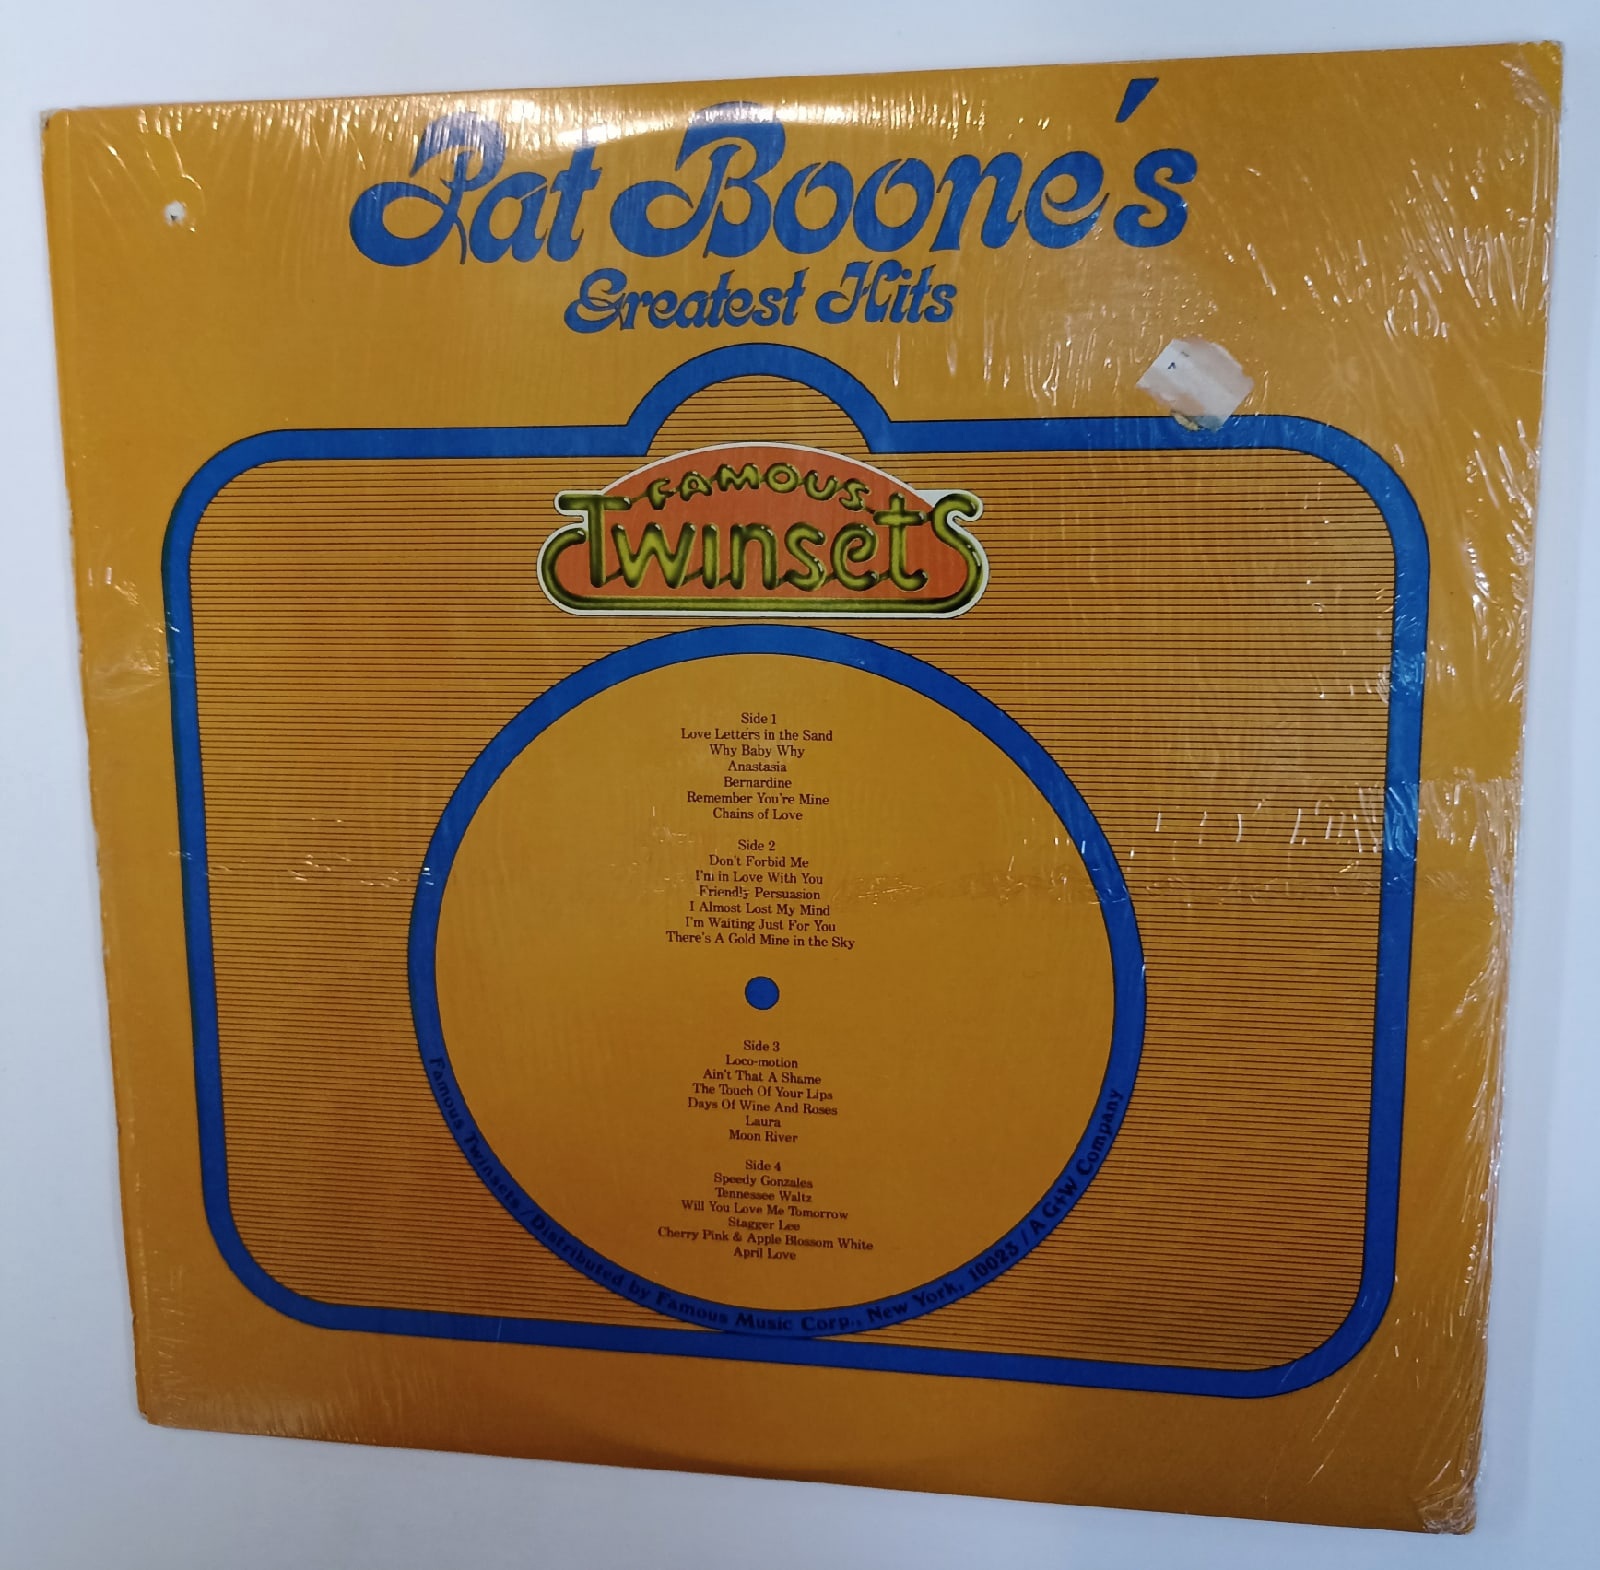 Pat Boone's
Greatest Hits
FAMOUS
Twinsets
Side 1
Love Letters in the Sand
Why Baby Why
Anastasia
Bernardine
Remember You're Mine
Chains of Love
Side 2
Don't Forbid Me
I'm in Love With You
Friendly Persuasion
I Almost Lost My Mind
I'm Waiting Just For You
There's A Gold Mine in the Sky
Side 3
Loco-motion
Ain't That A Shame
The Touch Of Your Lips
Days Of Wine And Roses
Laura
Moon River
Side 4
Speedy Gonzales
Tennessee Waltz
Will You Love Me Tomorrow
Stagger Lee
Cherry Pink & Apple Blossom White
April Love
Famous Twinsets / Distributed by Famous Music Corp., New York, 10023 / A G+W Company